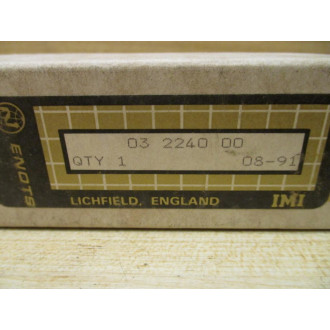 03 2240 00
QTY 1 08-91
ENOTS
LICHFIELD, ENGLAND IMI